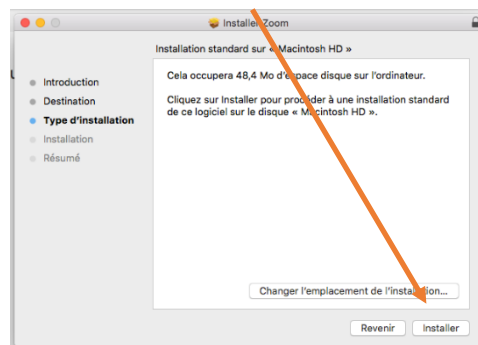 Installer Zoom
Installation standard sur « Macintosh HD »
Introduction
Destination
Type d'installation
Installation
Résumé
Cela occupera 48,4 Mo d'espace disque sur l'ordinateur.
Cliquez sur Installer pour procéder à une installation standard
de ce logiciel sur le disque « Macintosh HD ».
Changer l'emplacement de l'installation...
Revenir
Installer